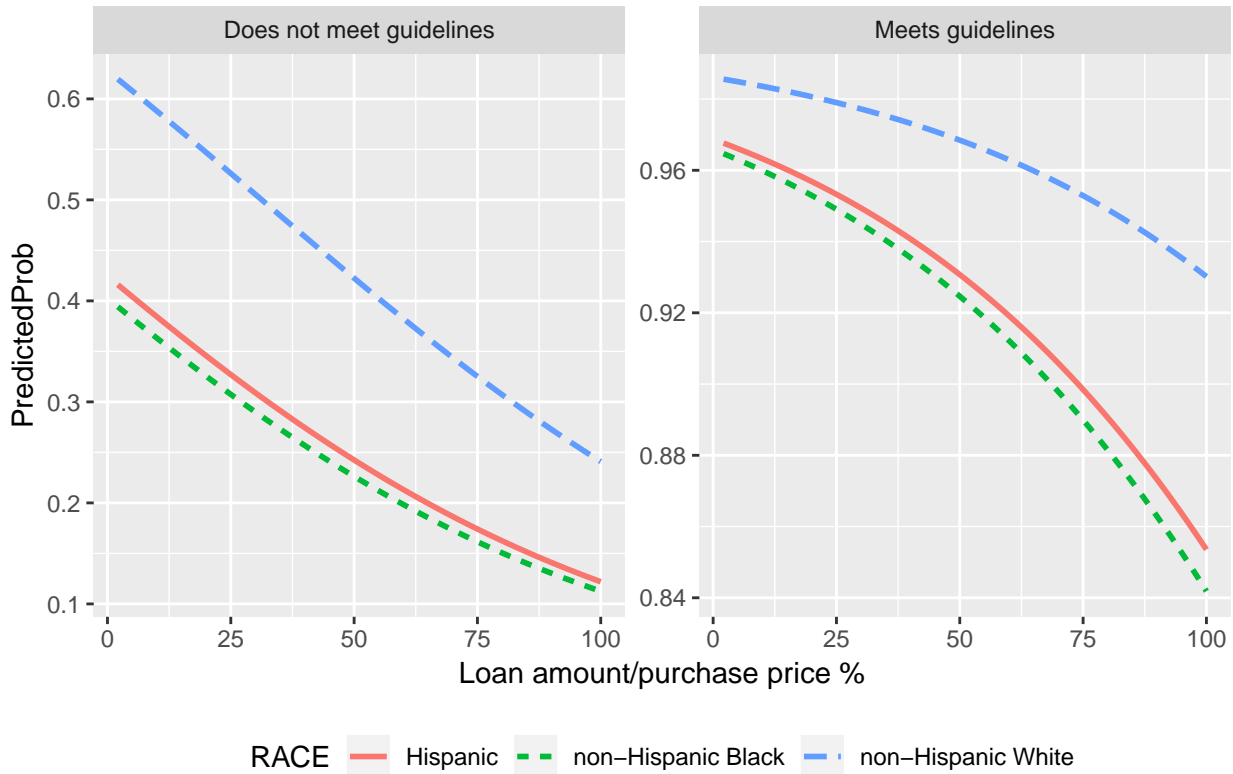 Does not meet guidelines
Meets guidelines
PredictedProb
0.6
0.5
0.4
0.3
0.2
0.1
0.96
0.92
0.88
0.84
0 25 50 75 100
0 25 50 75 100
Loan amount/purchase price %
RACE Hispanic non−Hispanic Black non−Hispanic White